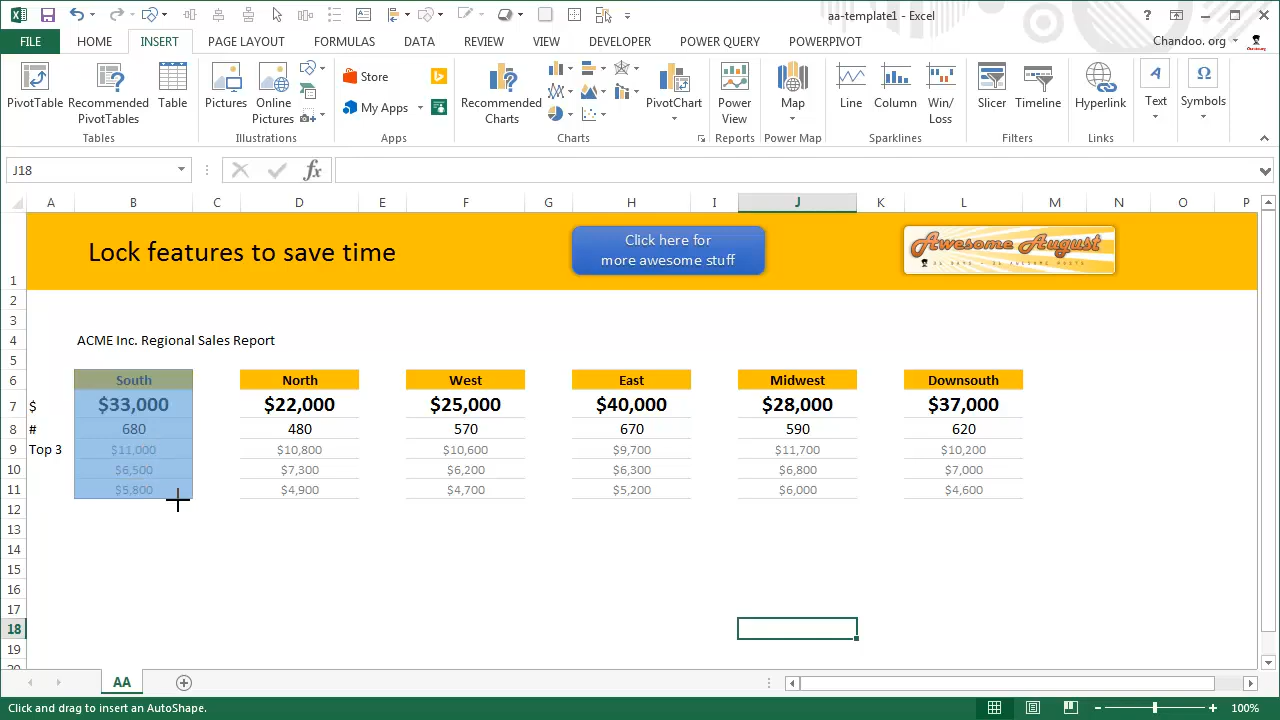 aa-template1 - Excel
FILE HOME INSERT PAGE LAYOUT FORMULAS DATA REVIEW VIEW DEVELOPER POWER QUERY POWERPIVOT Chandoo. org
PivotTable
Recommended
PivotTables
Table
Tables
Pictures
Online
Pictures
Illustrations
Store
My Apps
Apps
Recommended
Charts
PivotChart
Charts
Power
View
Reports
Map
Power Map
Line
Column
Win/
Loss
Sparklines
Slicer
Timeline
Filters
Hyperlink
Links
Text
Symbols
J18
fx
A B C D E F G H I J K L M N O P
Lock features to save time
Click here for
more awesome stuff
Awesome August
1
2
3
4 ACME Inc. Regional Sales Report
5
6 South North West East Midwest Downsouth
7 $ $33,000 $22,000 $25,000 $40,000 $28,000 $37,000
8 # 680 480 570 670 590 620
9 Top 3 $11,000 $10,800 $10,600 $9,700 $11,700 $10,200
10 $6,500 $7,300 $6,200 $6,300 $6,800 $7,000
11 $5,800 $4,900 $4,700 $5,200 $6,000 $4,600
12
13
14
15
16
17
18
19
20
AA
Click and drag to insert an AutoShape.
100%